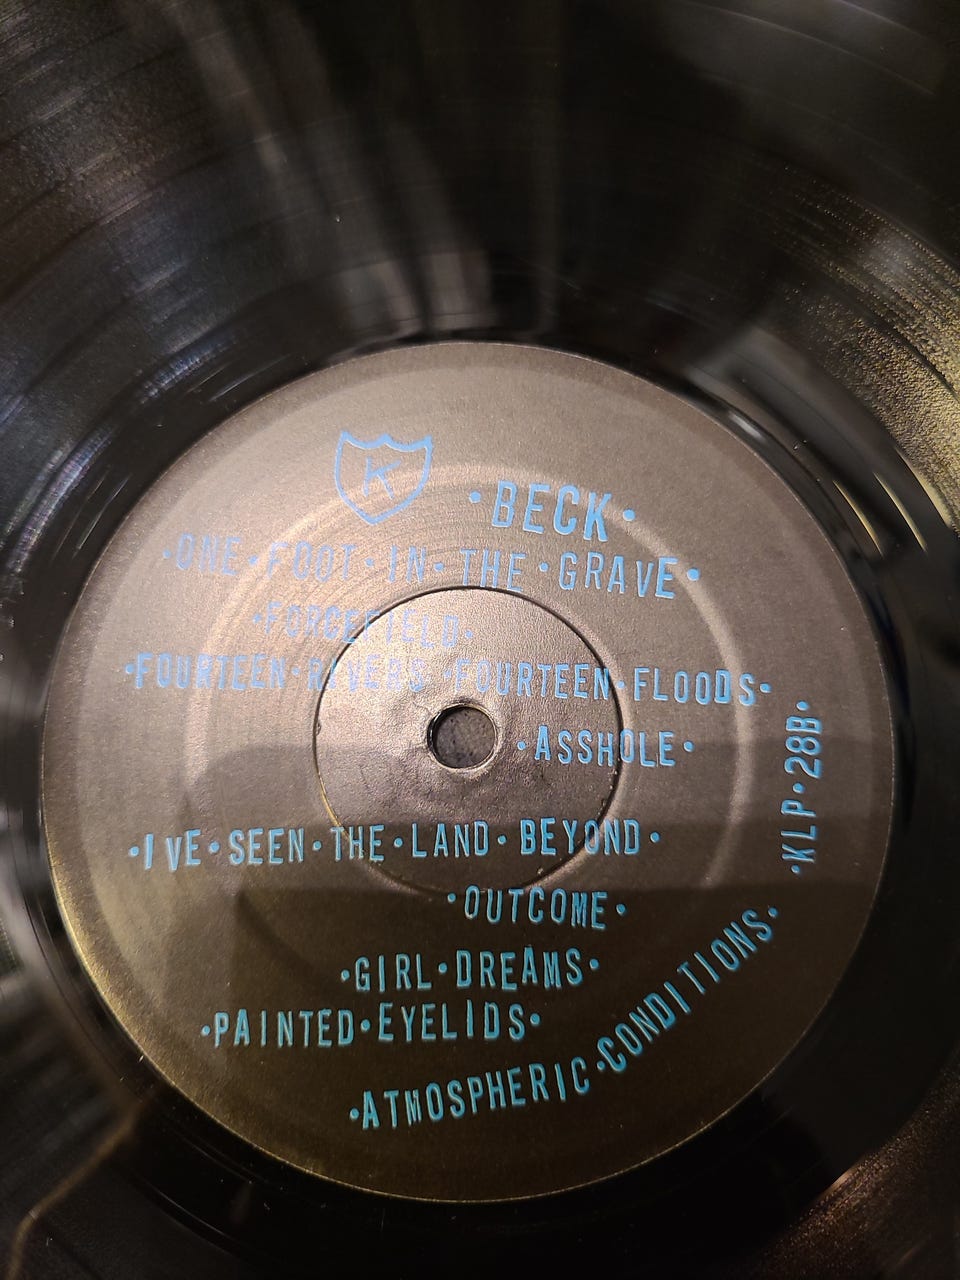 K
·BECK·
·ONE·FOOT·IN·THE·GRAVE·
·FORCEFIELD·
·FOURTEEN·RIVERS·FOURTEEN·FLOODS·
·ASSHOLE·
·I'VE·SEEN·THE·LAND·BEYOND·
·OUTCOME·
·GIRL·DREAMS·
·PAINTED·EYELIDS·
·ATMOSPHERIC·CONDITIONS·
·KLP·28B·